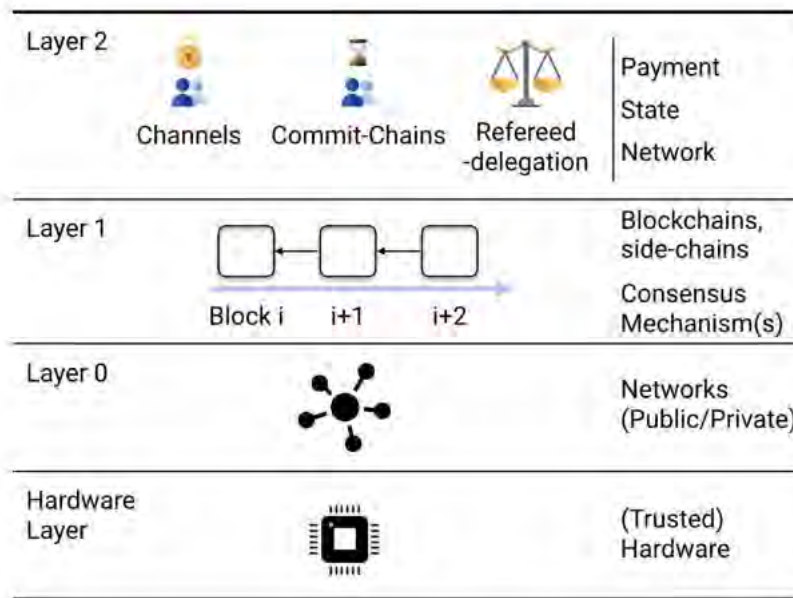 Layer 2
Channels
Commit-Chains
Refereed
-delegation
Payment
State
Network
Layer 1
Block i
i+1
i+2
Blockchains,
side-chains
Consensus
Mechanism(s)
Layer 0
Networks
(Public/Private)
Hardware
Layer
(Trusted)
Hardware